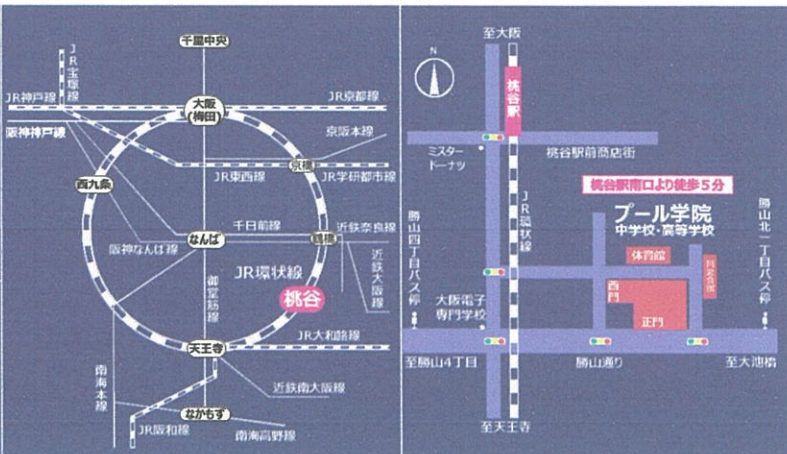 千里中央
JR宝塚線
JR神戸線
大阪
(梅田)
JR京都線
阪神神戸線
京阪本線
京橋
JR東西線
JR学研都市線
西九条
千日前線
近鉄奈良線
なんば
鶴橋
阪神なんば線
JR環状線
近鉄大阪線
御堂筋線
桃谷
JR大和路線
天王寺
南海本線
近鉄南大阪線
なかもず
JR阪和線
南海高野線
至大阪
N
桃谷駅
ミスター
ドーナツ
桃谷駅前商店街
桃谷駅南口より徒歩5分
JR環状線
プール学院
中学校・高等学校
勝山四丁目バス停
勝山北一丁目バス停
体育館
西門
正門
大阪電子
専門学校
至勝山4丁目
勝山通り
至大池橋
至天王寺